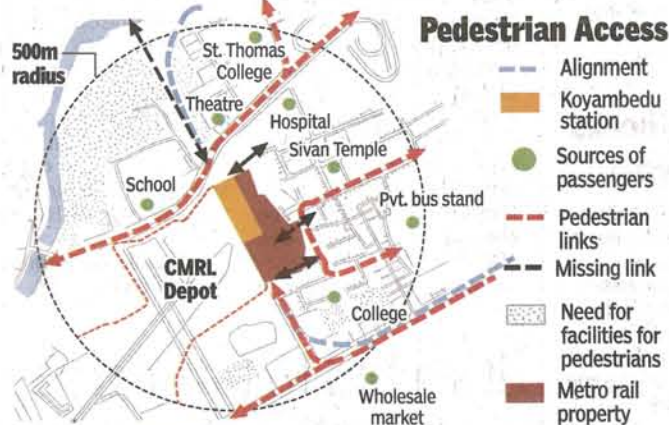 Pedestrian Access
500m
radius
St. Thomas
College
Theatre
Hospital
Sivan Temple
School
Pvt. bus stand
CMRL
Depot
College
Wholesale
market
Alignment
Koyambedu
station
Sources of
passengers
Pedestrian
links
Missing link
Need for
facilities for
pedestrians
Metro rail
property